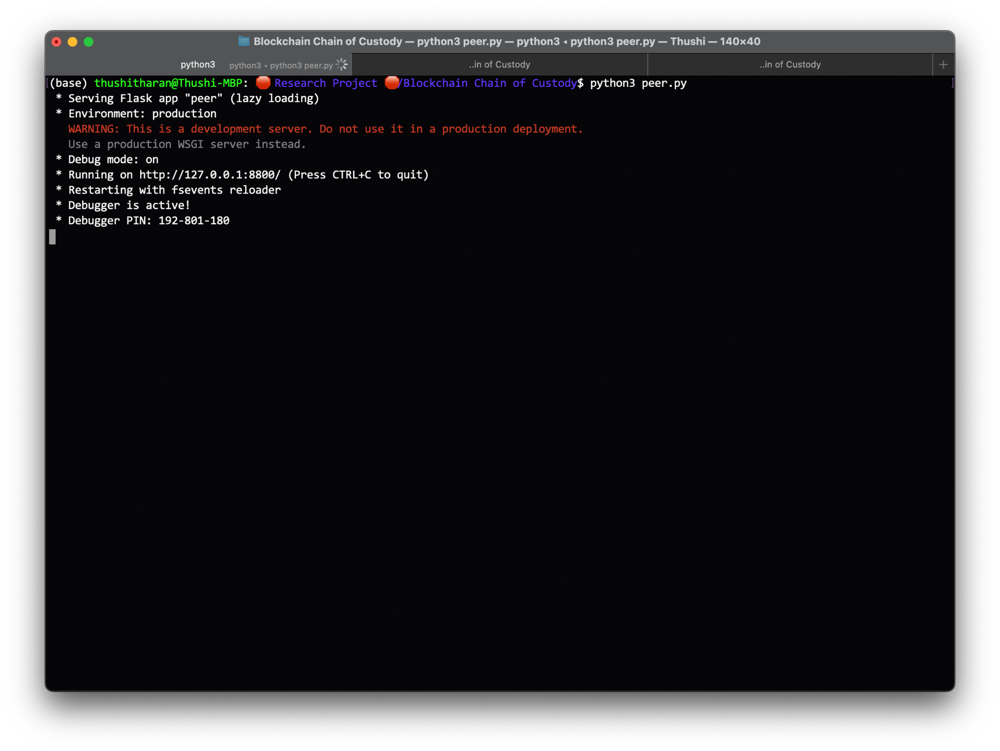 Blockchain Chain of Custody — python3 peer.py — python3 ◂ python3 peer.py — Thushi — 140×40
python3 python3 ◂ python3 peer.py ..in of Custody ..in of Custody +
[(base) thushitharan@Thushi-MBP: 🛑 Research Project 🛑/Blockchain Chain of Custody$ python3 peer.py ]
* Serving Flask app "peer" (lazy loading)
* Environment: production
WARNING: This is a development server. Do not use it in a production deployment.
Use a production WSGI server instead.
* Debug mode: on
* Running on http://127.0.0.1:8800/ (Press CTRL+C to quit)
* Restarting with fsevents reloader
* Debugger is active!
* Debugger PIN: 192-801-180